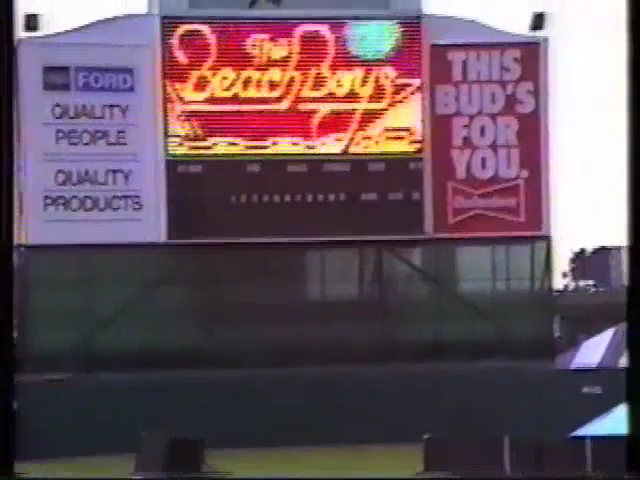 FORD
QUALITY
PEOPLE
QUALITY
PRODUCTS
The
Beach Boys
THIS
BUD'S
FOR
YOU.
Budweiser